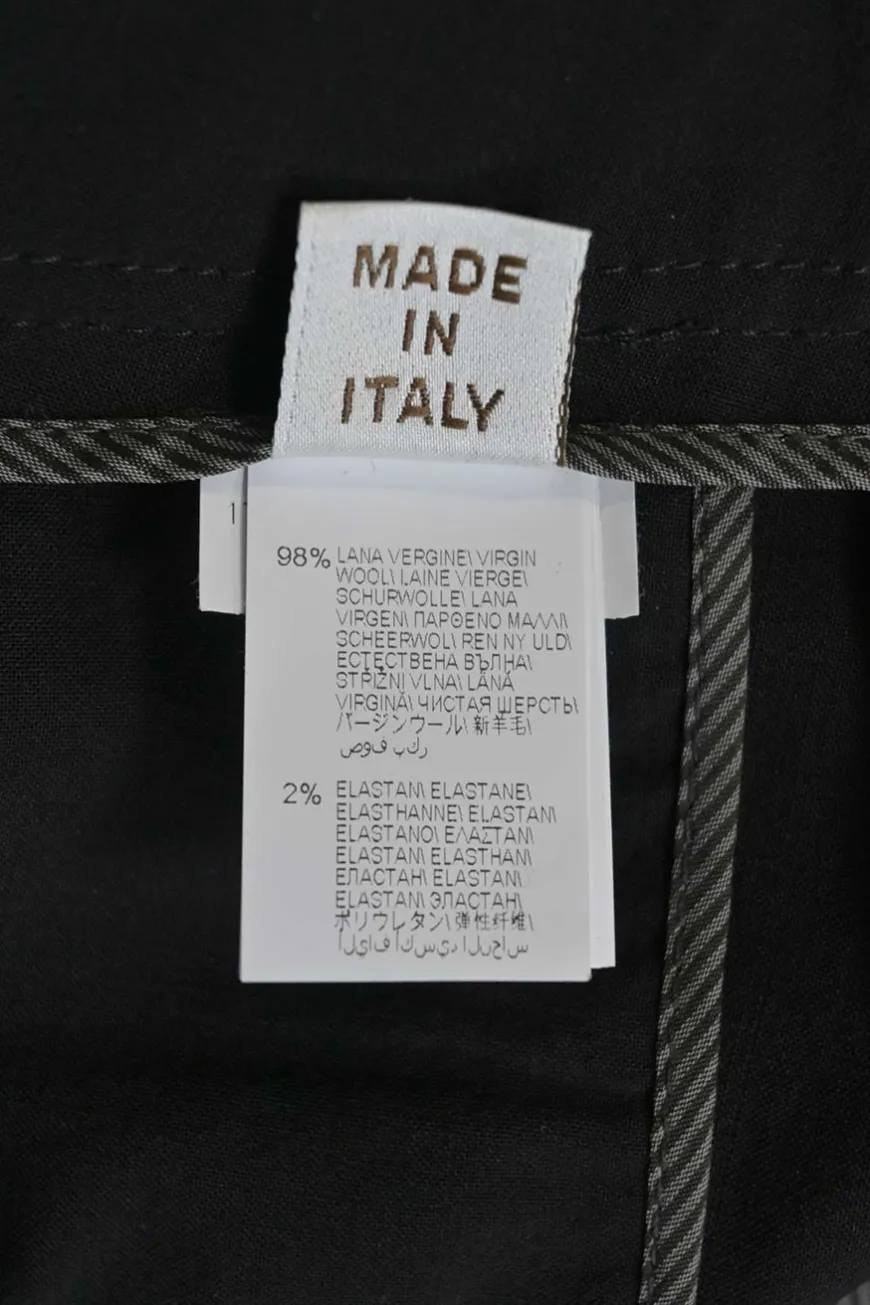 MADE
IN
ITALY
1
98% LANA VERGINE\ VIRGIN
WOOL\ LAINE VIERGE\
SCHURWOLLE\ LANA
VIRGEN\ ΠΑΡΘΕΝΟ ΜΑΛΛΙ\
SCHEERWOL\ REN NY ULD\
ЕСТЕСТВЕНА ВЪЛНА\
STŘIŽNÍ VLNA\ LÂNĂ
VIRGINĂ\ ЧИСТАЯ ШЕРСТЬ\
バージンウール\ 新羊毛\
صوف بكر
2% ELASTAN\ ELASTANE\
ELASTHANNE\ ELASTAN\
ELASTANO\ ΕΛΑΣΤΑΝ\
ELASTAN\ ELASTHAN\
ЕЛАСТАН\ ELASTAN\
ELASTAN\ ЭЛАСТАН\
ポリウレタン\ 弹性纤维\